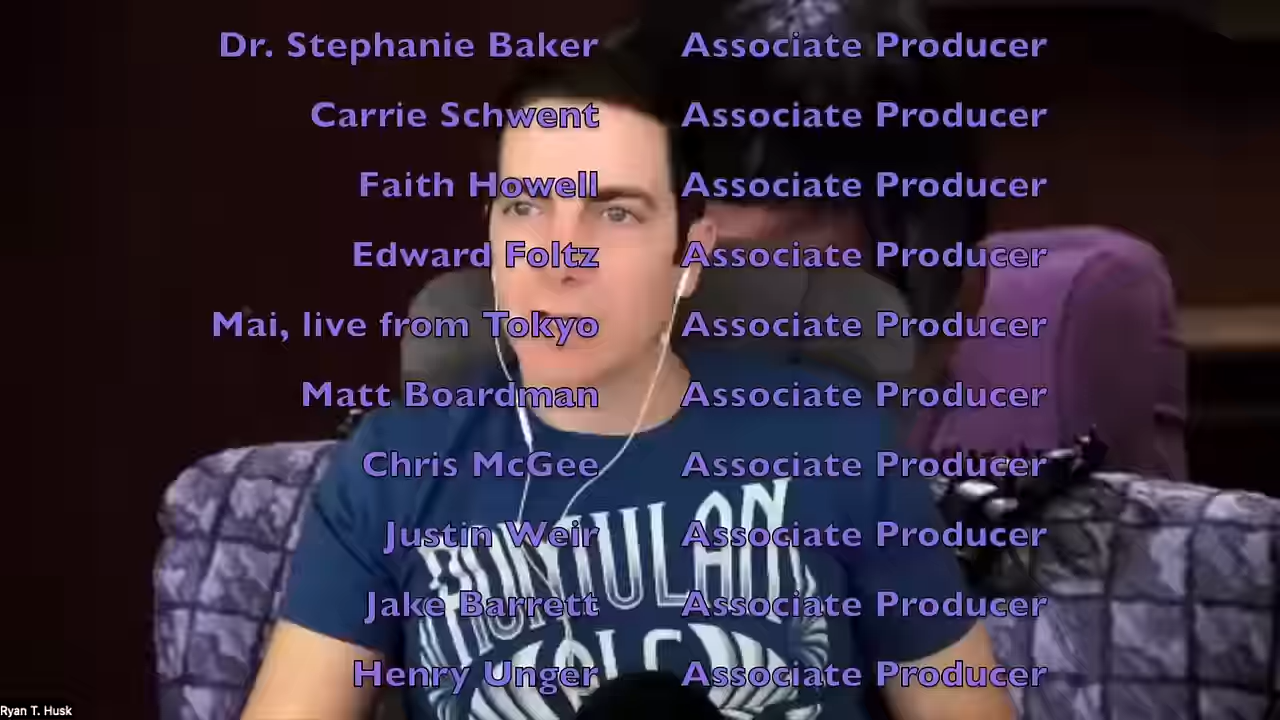 Dr. Stephanie Baker Associate Producer
Carrie Schwent Associate Producer
Faith Howell Associate Producer
Edward Foltz Associate Producer
Mai, live from Tokyo Associate Producer
Matt Boardman Associate Producer
Chris McGee Associate Producer
Justin Weir Associate Producer
Jake Barrett Associate Producer
Henry Unger Associate Producer
ROMULAN
ALE
Ryan T. Husk